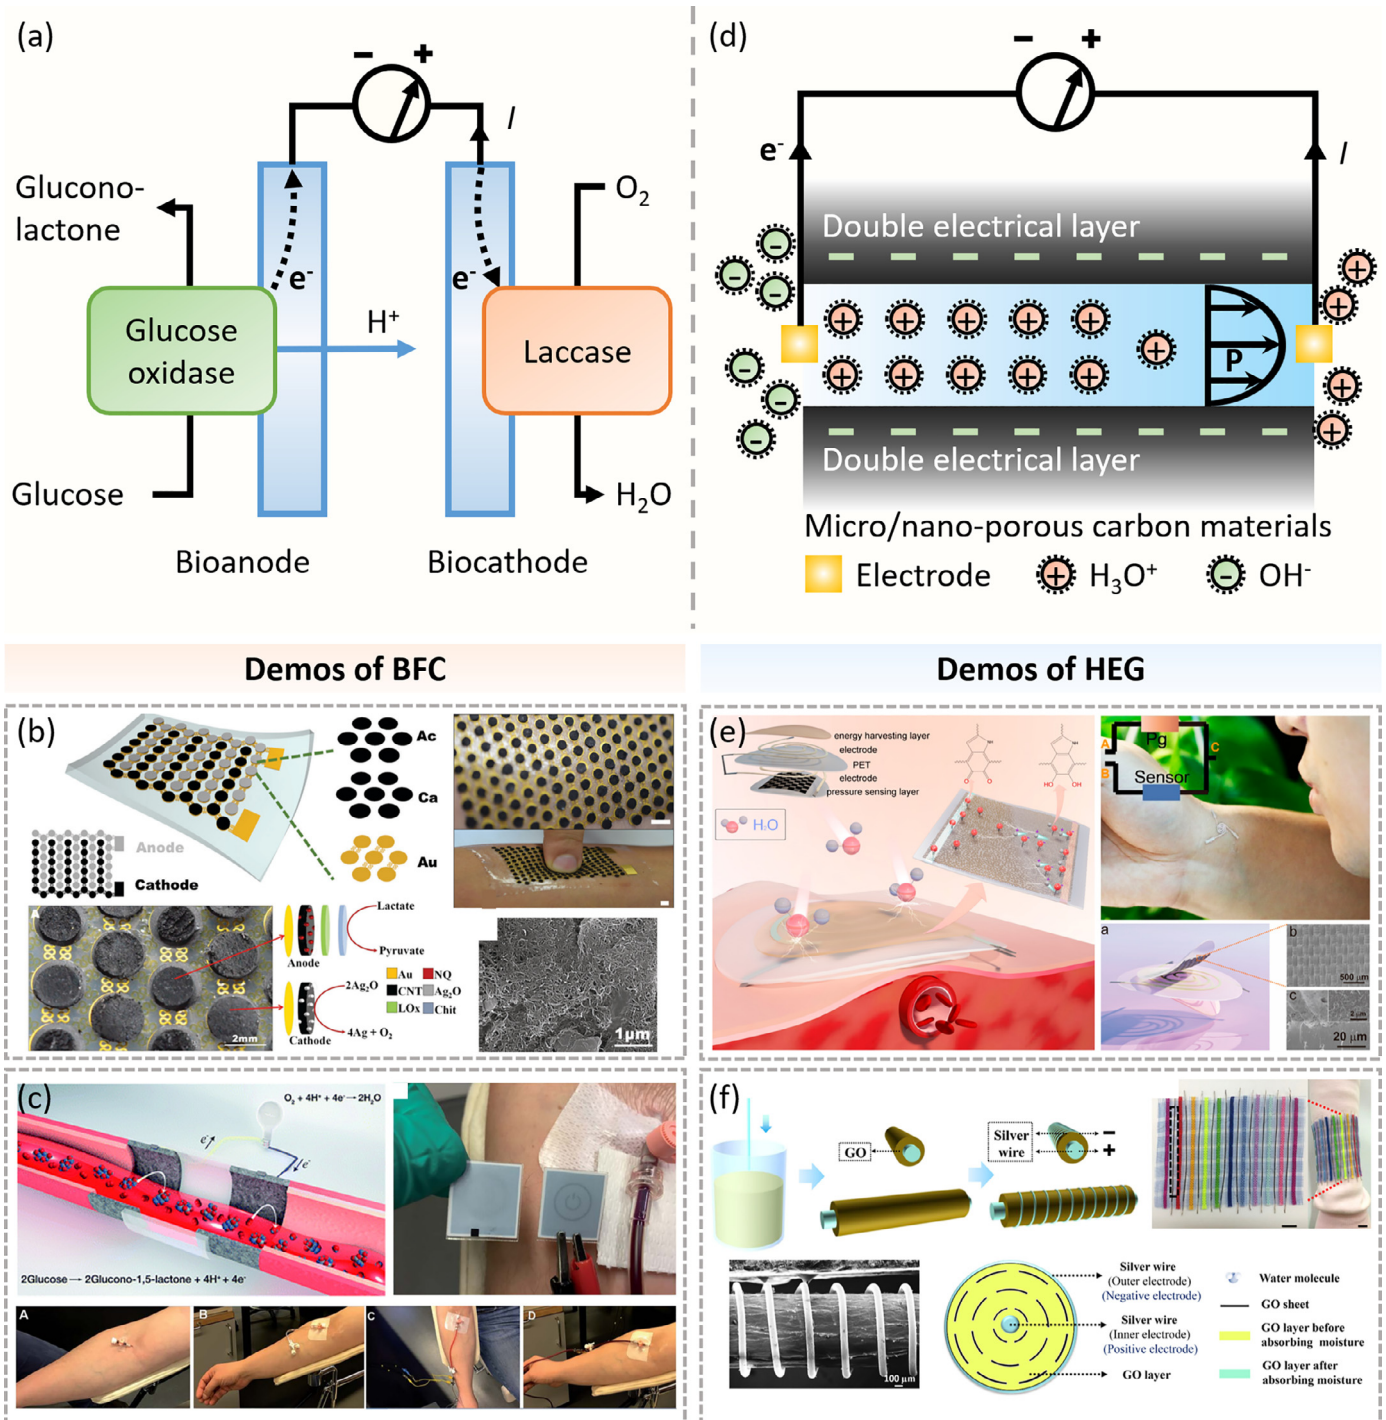 (a)
− +
I
Glucono-
lactone
O₂
e⁻
e⁻
H⁺
Glucose
oxidase
Laccase
Glucose
H₂O
Bioanode
Biocathode
(d)
− +
e⁻
I
Double electrical layer
P
Double electrical layer
Micro/nano-porous carbon materials
Electrode
H₃O⁺
OH⁻
Demos of BFC
Demos of HEG
(b)
Ac
Ca
Au
Anode
Cathode
A
2mm
Lactate
Pyruvate
Anode
Au
NQ
CNT
Ag₂O
LOx
Chit
2Ag₂O
4Ag + O₂
Cathode
1μm
(e)
energy harvesting layer
electrode
PET
electrode
pressure sensing layer
H₂O
O O
HO OH
Pg
A
B
C
Sensor
a
b
500 μm
c
2 μm
20 μm
(c)
O₂ + 4H⁺ + 4e⁻→2H₂O
e⁻
e⁻
2Glucose→ 2Glucono-1,5-lactone + 4H⁺ + 4e⁻
A
B
C
D
(f)
GO
Silver
wire
−
+
100 μm
Silver wire
(Outer electrode)
(Negative electrode)
Silver wire
(Inner electrode)
(Positive electrode)
GO layer
Water molecule
GO sheet
GO layer before
absorbing moisture
GO layer after
absorbing moisture